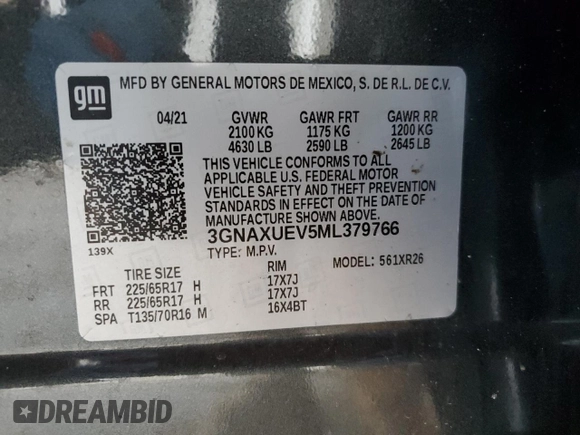 gm
MFD BY GENERAL MOTORS DE MEXICO, S. DE R.L. DE C.V.
04/21 GVWR GAWR FRT GAWR RR
2100 KG 1175 KG 1200 KG
4630 LB 2590 LB 2645 LB
THIS VEHICLE CONFORMS TO ALL
APPLICABLE U.S. FEDERAL MOTOR
VEHICLE SAFETY AND THEFT PREVENTION
STANDARDS IN EFFECT ON THE DATE OF
MANUFACTURE SHOWN ABOVE.
139X
3GNAXUEV5ML379766
TYPE: M.P.V. MODEL: 561XR26
TIRE SIZE RIM
FRT 225/65R17 H 17X7J
RR 225/65R17 H 17X7J
SPA T135/70R16 M 16X4BT
DREAMBID